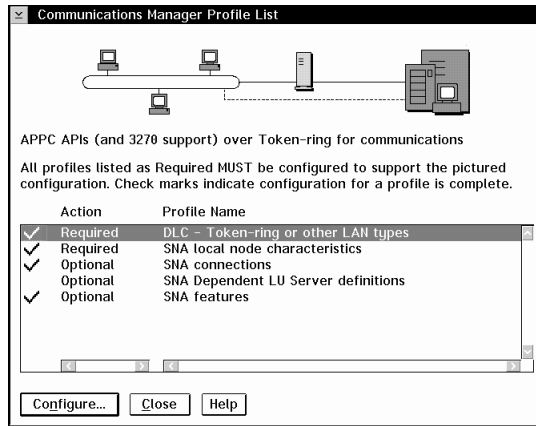 Communications Manager Profile List
APPC APIs (and 3270 support) over Token-ring for communications
All profiles listed as Required MUST be configured to support the pictured
configuration. Check marks indicate configuration for a profile is complete.
Action Profile Name
Required DLC - Token-ring or other LAN types
Required SNA local node characteristics
Optional SNA connections
Optional SNA Dependent LU Server definitions
Optional SNA features
Configure... Close Help